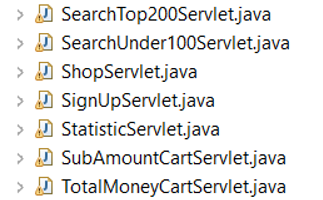 SearchTop200Servlet.java
SearchUnder100Servlet.java
ShopServlet.java
SignUpServlet.java
StatisticServlet.java
SubAmountCartServlet.java
TotalMoneyCartServlet.java